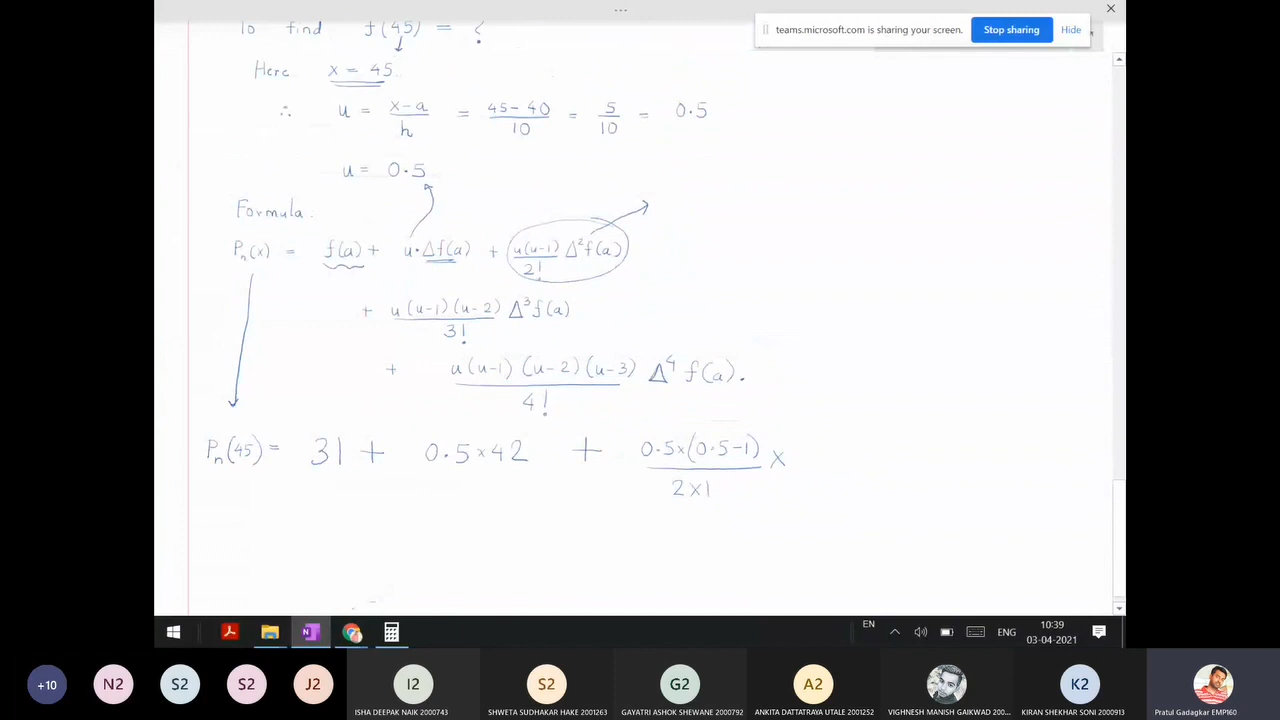 ...
teams.microsoft.com is sharing your screen. Stop sharing Hide
To find f(45) = ?
Here x = 45.
∴ u = x-a/h = 45-40/10 = 5/10 = 0.5
u = 0.5
Formula.
Pn(x) = f(a) + u·Δf(a) + u(u-1)/2! Δ²f(a)
+ u(u-1)(u-2)/3! Δ³f(a)
+ u(u-1)(u-2)(u-3)/4! Δ⁴f(a).
Pn(45) = 31 + 0.5×42 + 0.5×(0.5-1)/2×1 ×
EN ENG 10:39
03-04-2021
+10 N2 S2 S2 J2 I2 S2 G2 A2 K2
ISHA DEEPAK NAIK 2000743 SHWETA SUDHAKAR HAKE 2001263 GAYATRI ASHOK SHEWANE 2000792 ANKITA DATTATRAYA UTALE 2001252 VIGHNESH MANISH GAIKWAD 200... KIRAN SHEKHAR SONI 2000913 Pratul Gadagkar EMP160